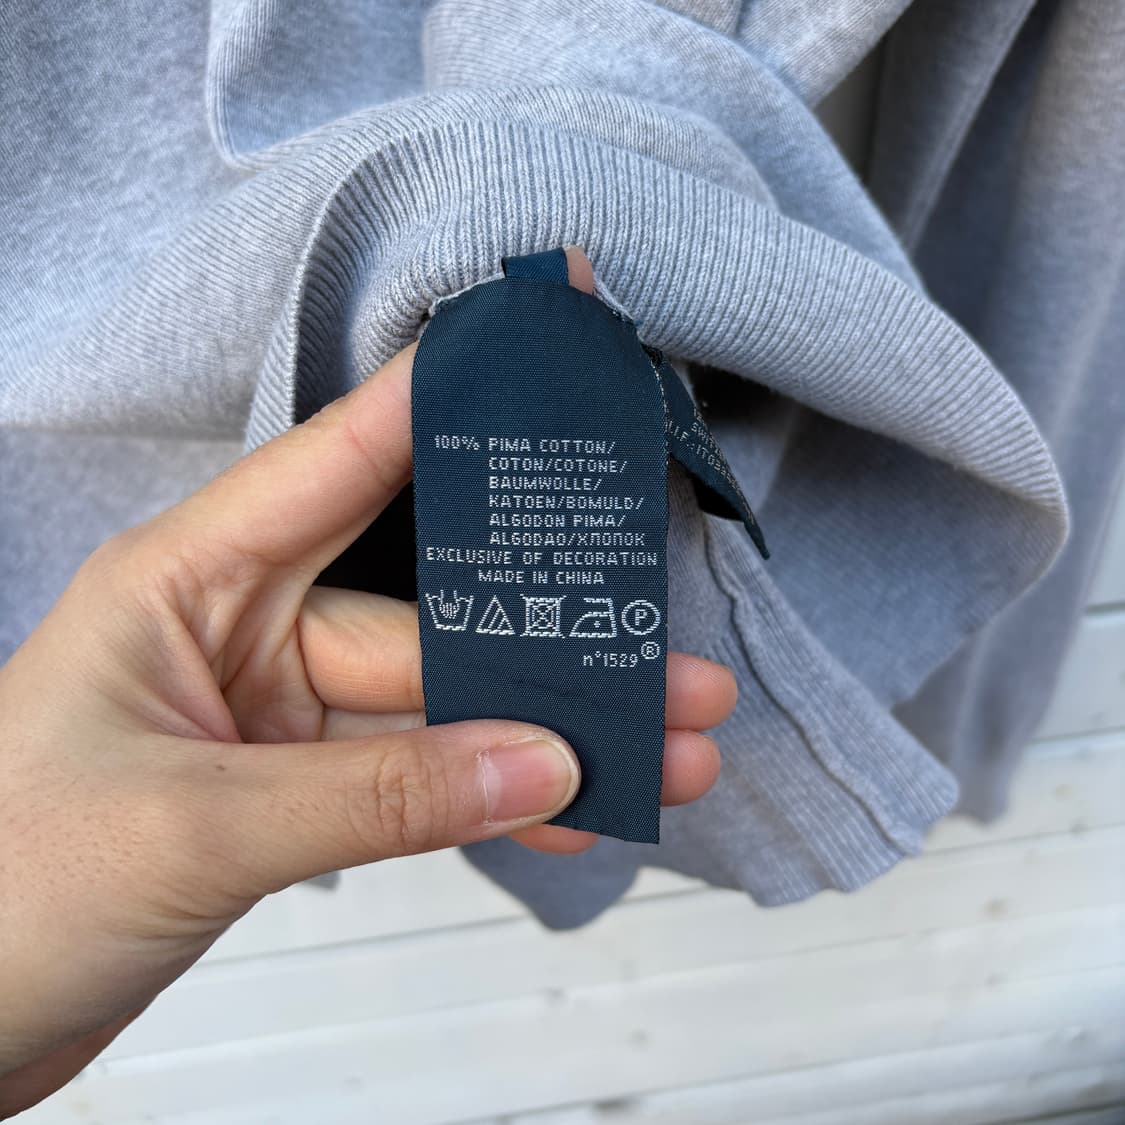 100% PIMA COTTON/
COTON/COTONE/
BAUMWOLLE/
KATOEN/BOMULD/
ALGODON PIMA/
ALGODAO/ХЛОПОК
EXCLUSIVE OF DECORATION
MADE IN CHINA
P
n°1529®